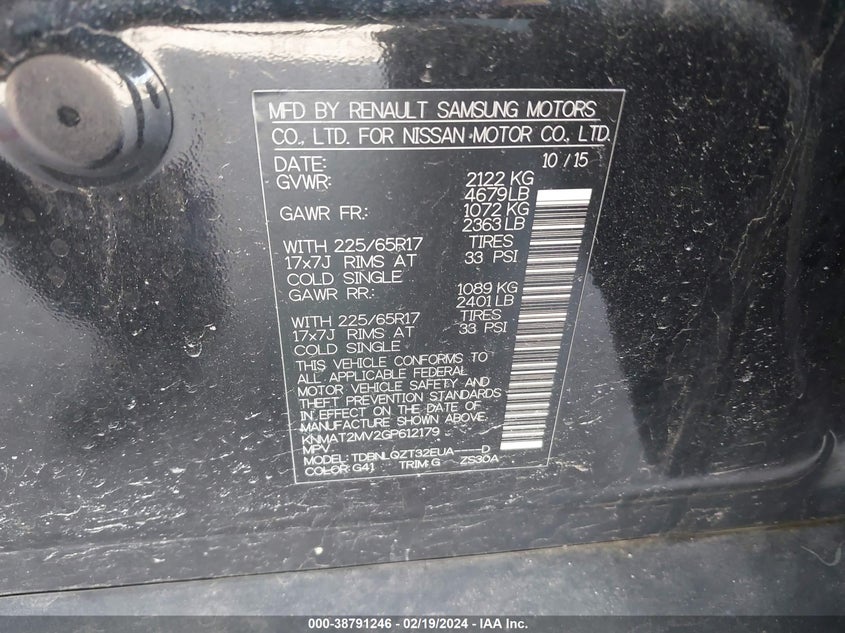 MFD BY RENAULT SAMSUNG MOTORS
CO., LTD. FOR NISSAN MOTOR CO., LTD.
DATE: 10 / 15
GVWR: 2122 KG
4679LB
GAWR FR.: 1072 KG
2363 LB
WITH 225/65R17 TIRES
17x7J RIMS AT 33 PSI
COLD SINGLE
GAWR RR.: 1089 KG
2401 LB
WITH 225/65R17 TIRES
17x7J RIMS AT 33 PSI
COLD SINGLE
THIS VEHICLE CONFORMS TO
ALL APPLICABLE FEDERAL
MOTOR VEHICLE SAFETY AND
THEFT PREVENTION STANDARDS
IN EFFECT ON THE DATE OF
MANUFACTURE SHOWN ABOVE.
KNMAT2MV2GP612179
MPV
MODEL: TDBNLQZT32EUA----D
COLOR: G41 TRIM: G ZS30A
000-38791246 - 02/19/2024 - IAA Inc.